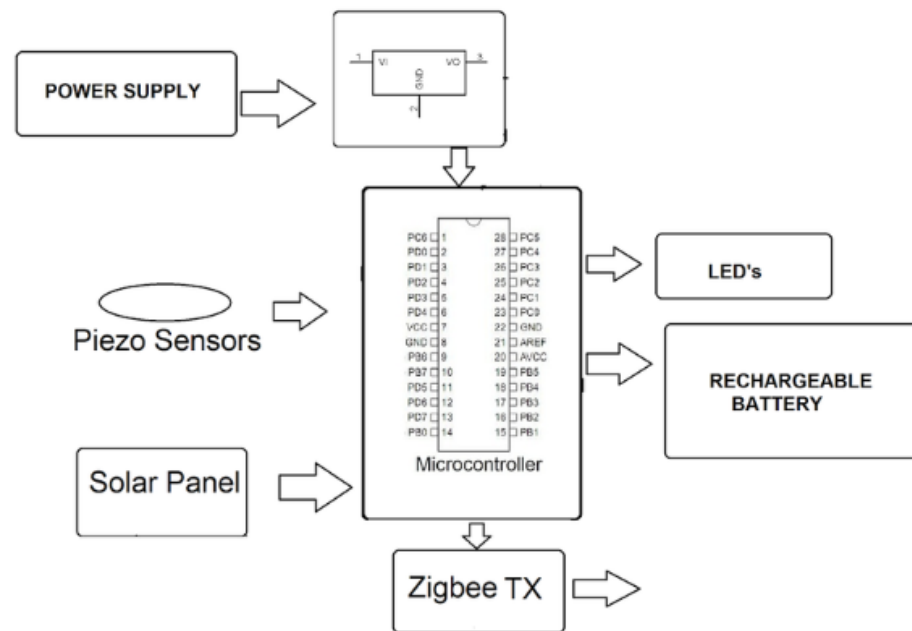 POWER SUPPLY
1 VI VO 3
GND
2
PC6 1 28 PC5
PD0 2 27 PC4
PD1 3 26 PC3
PD2 4 25 PC2
PD3 5 24 PC1
PD4 6 23 PC0
VCC 7 22 GND
GND 8 21 AREF
PB6 9 20 AVCC
PB7 10 19 PB5
PD5 11 18 PB4
PD6 12 17 PB3
PD7 13 16 PB2
PB0 14 15 PB1
Microcontroller
Piezo Sensors
Solar Panel
LED's
RECHARGEABLE
BATTERY
Zigbee TX